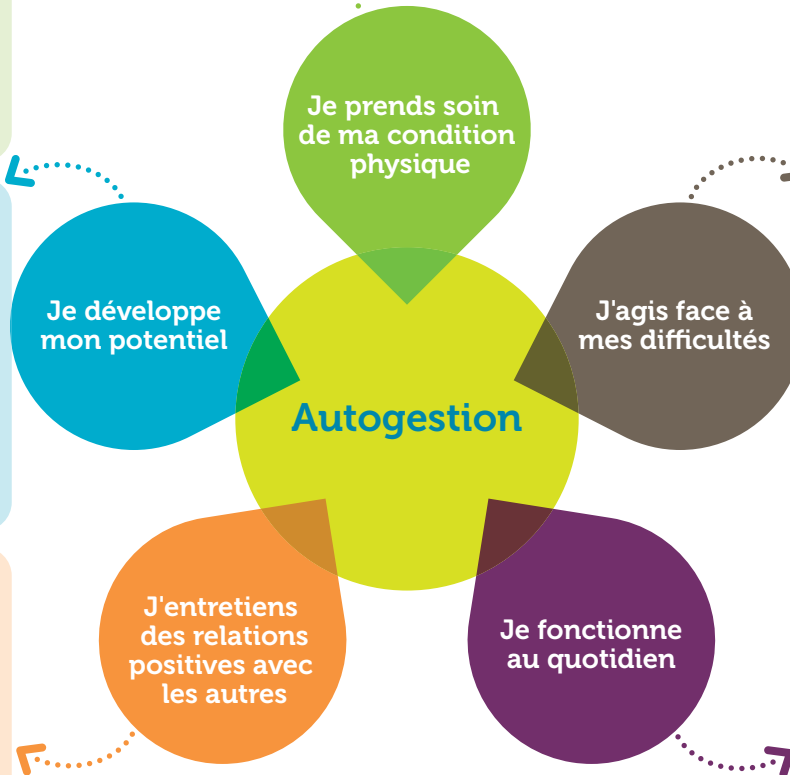 Je prends soin
de ma condition
physique
Je développe
mon potentiel
J'agis face à
mes difficultés
Autogestion
J'entretiens
des relations
positives avec
les autres
Je fonctionne
au quotidien